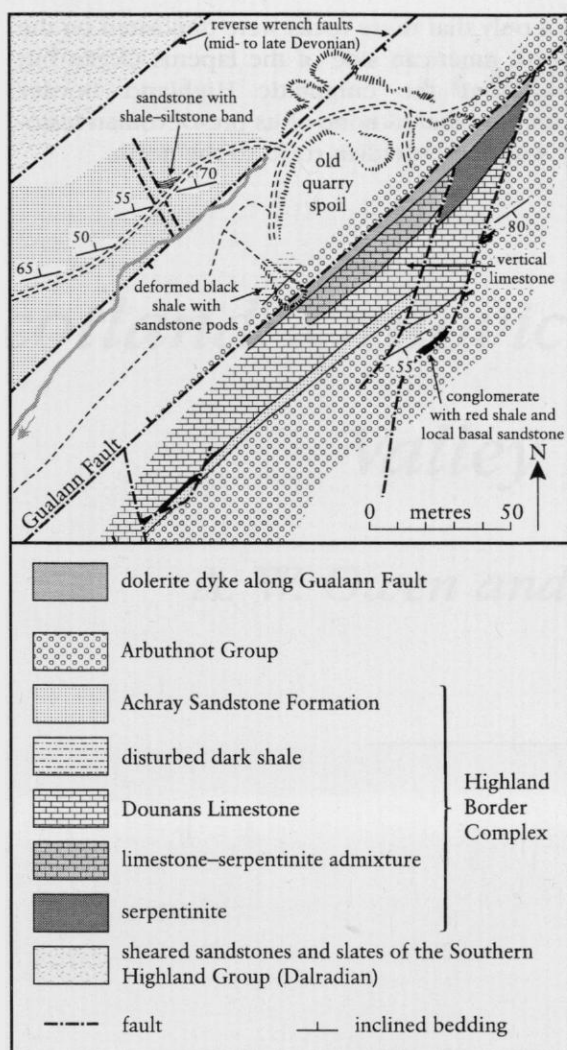 reverse wrench faults
(mid- to late Devonian)
sandstone with
shale–siltstone band
70
55
50
65
old
quarry
spoil
80
vertical
limestone
deformed black
shale with
sandstone pods
55
conglomerate
with red shale and
local basal sandstone
Gualann Fault
N
0 metres 50
dolerite dyke along Gualann Fault
Arbuthnot Group
Achray Sandstone Formation
disturbed dark shale
Dounans Limestone
limestone–serpentinite admixture
serpentinite
Highland
Border
Complex
sheared sandstones and slates of the Southern
Highland Group (Dalradian)
fault
inclined bedding